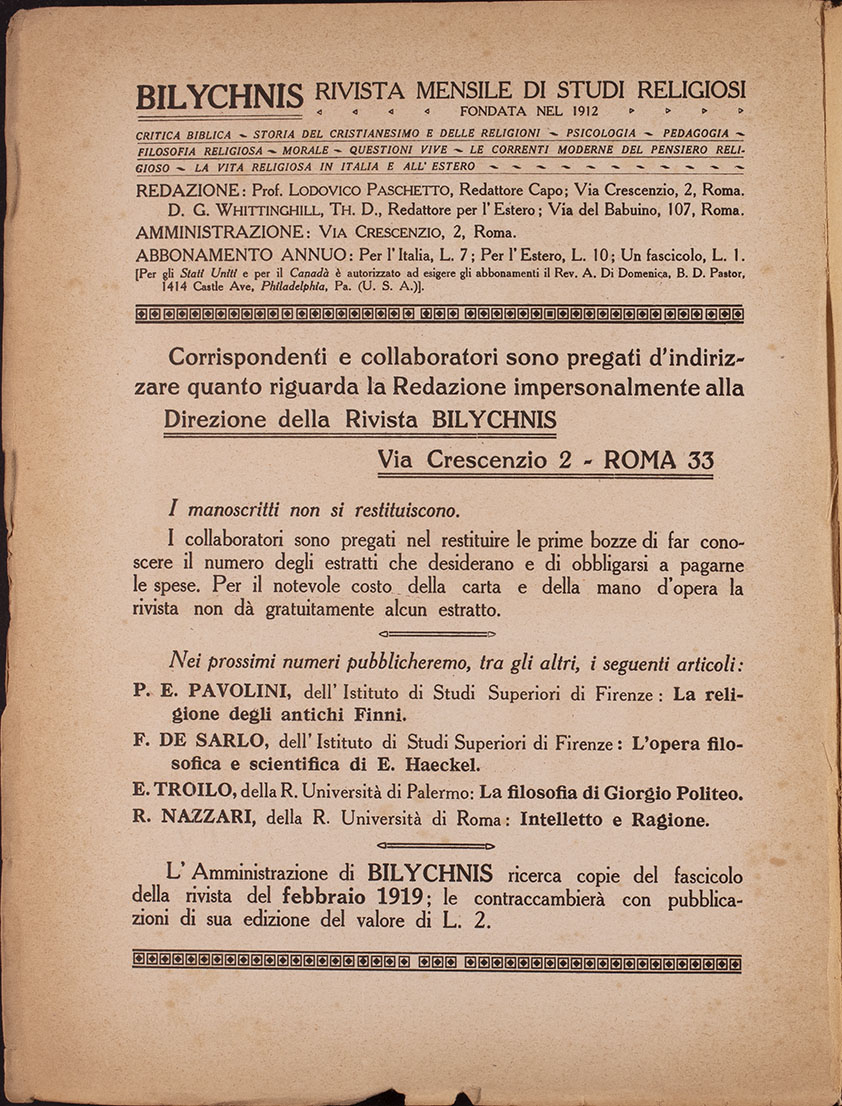 BILYCHNIS RIVISTA MENSILE DI STUDI RELIGIOSI
FONDATA NEL 1912
CRITICA BIBLICA ~ STORIA DEL CRISTIANESIMO E DELLE RELIGIONI ~ PSICOLOGIA ~ PEDAGOGIA ~
FILOSOFIA RELIGIOSA ~ MORALE ~ QUESTIONI VIVE ~ LE CORRENTI MODERNE DEL PENSIERO RELI-
GIOSO ~ LA VITA RELIGIOSA IN ITALIA E ALL'ESTERO ~ ~ ~ ~ ~ ~ ~ ~ ~ ~ ~ ~
REDAZIONE: Prof. LODOVICO PASCHETTO, Redattore Capo; Via Crescenzio, 2, Roma.
D. G. WHITTINGHILL, TH. D., Redattore per l'Estero; Via del Babuino, 107, Roma.
AMMINISTRAZIONE: VIA CRESCENZIO, 2, Roma.
ABBONAMENTO ANNUO: Per l'Italia, L. 7; Per l'Estero, L. 10; Un fascicolo, L. 1.
[Per gli Stati Uniti e per il Canadà è autorizzato ad esigere gli abbonamenti il Rev. A. Di Domenica, B. D. Pastor,
1414 Castle Ave, Philadelphia, Pa. (U. S. A.)].
Corrispondenti e collaboratori sono pregati d'indiriz-
zare quanto riguarda la Redazione impersonalmente alla
Direzione della Rivista BILYCHNIS
Via Crescenzio 2 - ROMA 33
I manoscritti non si restituiscono.
I collaboratori sono pregati nel restituire le prime bozze di far cono-
scere il numero degli estratti che desiderano e di obbligarsi a pagarne
le spese. Per il notevole costo della carta e della mano d'opera la
rivista non dà gratuitamente alcun estratto.
Nei prossimi numeri pubblicheremo, tra gli altri, i seguenti articoli:
P. E. PAVOLINI, dell'Istituto di Studi Superiori di Firenze: La reli-
gione degli antichi Finni.
F. DE SARLO, dell'Istituto di Studi Superiori di Firenze: L'opera filo-
sofica e scientifica di E. Haeckel.
E. TROILO, della R. Università di Palermo: La filosofia di Giorgio Politeo.
R. NAZZARI, della R. Università di Roma: Intelletto e Ragione.
L'Amministrazione di BILYCHNIS ricerca copie del fascicolo
della rivista del febbraio 1919; le contraccambierà con pubblica-
zioni di sua edizione del valore di L. 2.